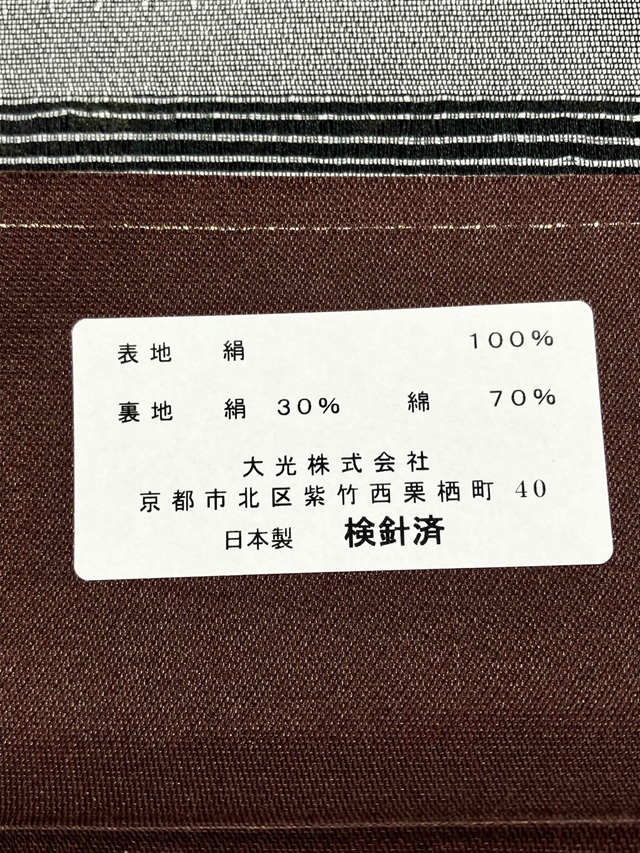 表地 絹 100%
裏地 絹 30% 綿 70%
大光株式会社
京都市北区紫竹西栗栖町 40
日本製 検針済